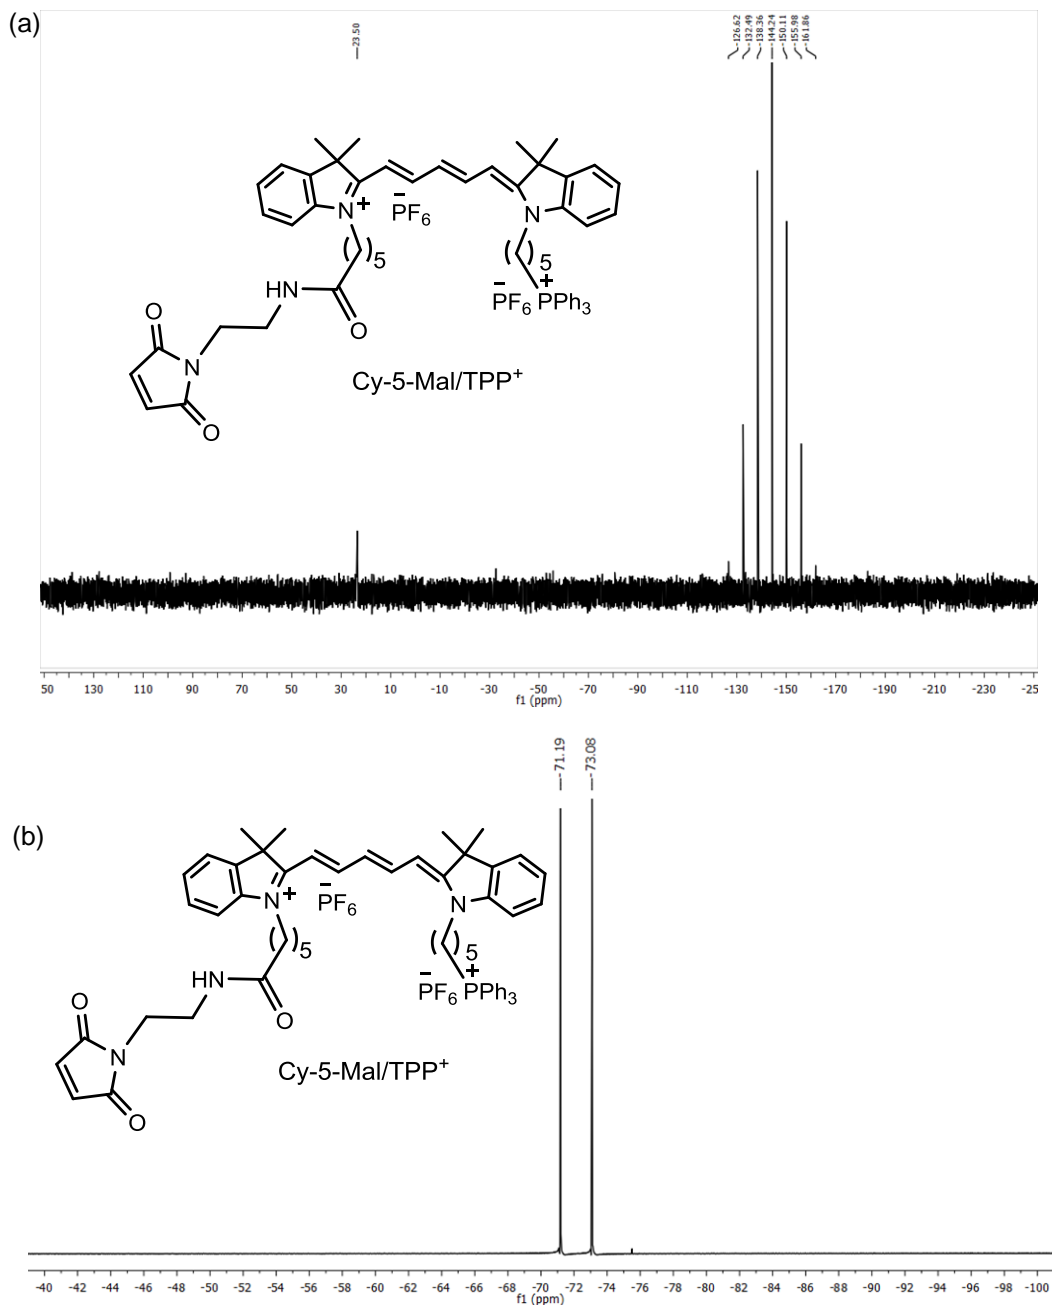 (a)
23.50
-126.62
-132.49
-138.36
-144.24
-150.11
-155.98
-161.86
N
+
−
PF6
N
5
5
HN
O
−
PF6
+
PPh3
O
N
O
Cy-5-Mal/TPP+
50 130 110 90 70 50 30 10 -10 -30 -50 -70 -90 -110 -130 -150 -170 -190 -210 -230 -25
f1 (ppm)
-71.19
-73.08
(b)
N
+
−
PF6
N
5
5
HN
O
−
PF6
+
PPh3
O
N
O
Cy-5-Mal/TPP+
-40 -42 -44 -46 -48 -50 -52 -54 -56 -58 -60 -62 -64 -66 -68 -70 -72 -74 -76 -78 -80 -82 -84 -86 -88 -90 -92 -94 -96 -98 -100
f1 (ppm)